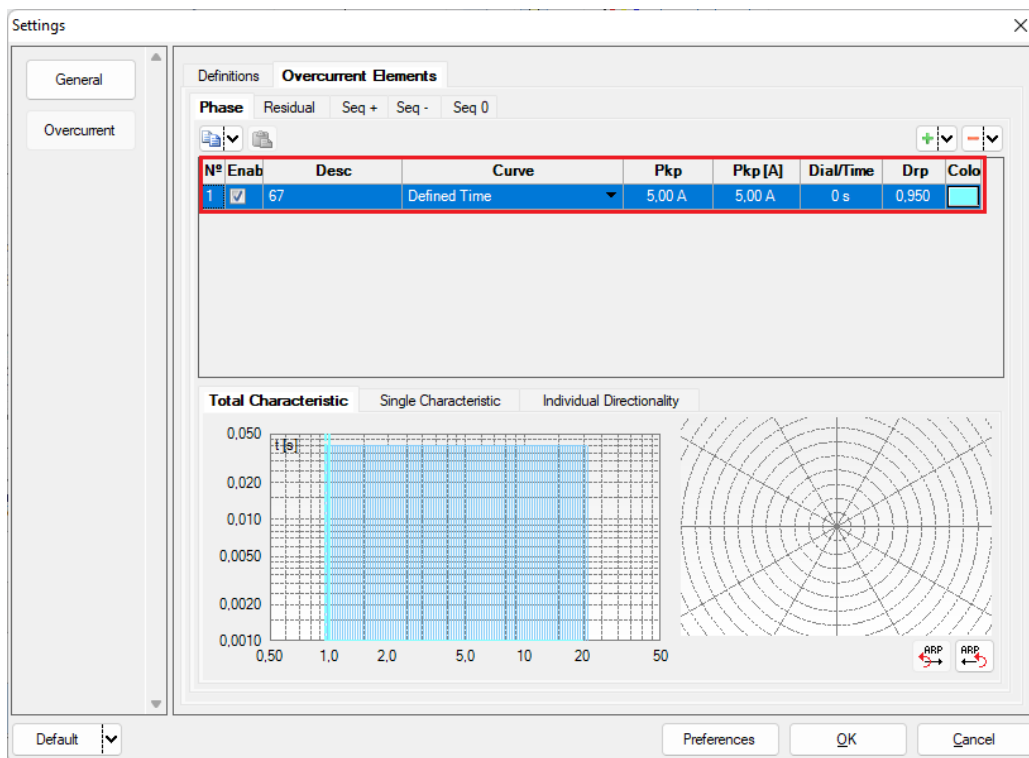 Settings
General
Overcurrent
Definitions Overcurrent Elements
Phase Residual Seq + Seq - Seq 0
Nº Enab Desc Curve Pkp Pkp [A] Dial/Time Drp Colo
1 67 Defined Time 5,00 A 5,00 A 0 s 0,950
Total Characteristic Single Characteristic Individual Directionality
t [s]
0,050
0,020
0,010
0,0050
0,0020
0,0010
0,50 1,0 2,0 5,0 10 20 50
ARP ARP
Default Preferences OK Cancel